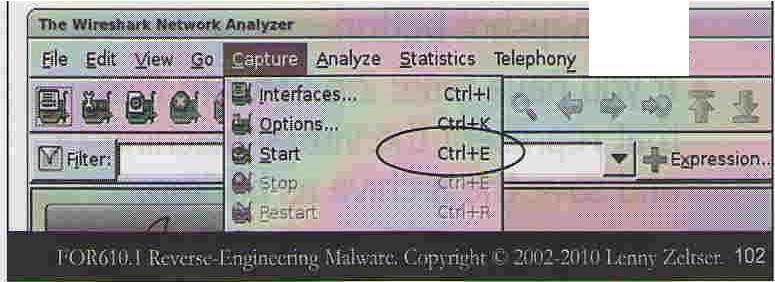 The Wireshark Network Analyzer
File Edit View Go Capture Analyze Statistics Telephony
Interfaces... Ctrl+I
Options... Ctrl+K
Start Ctrl+E
Stop Ctrl+E
Restart Ctrl+R
Filter: Expression...
FOR610.1 Reverse-Engineering Malware. Copyright © 2002-2010 Lenny Zeltser. 102